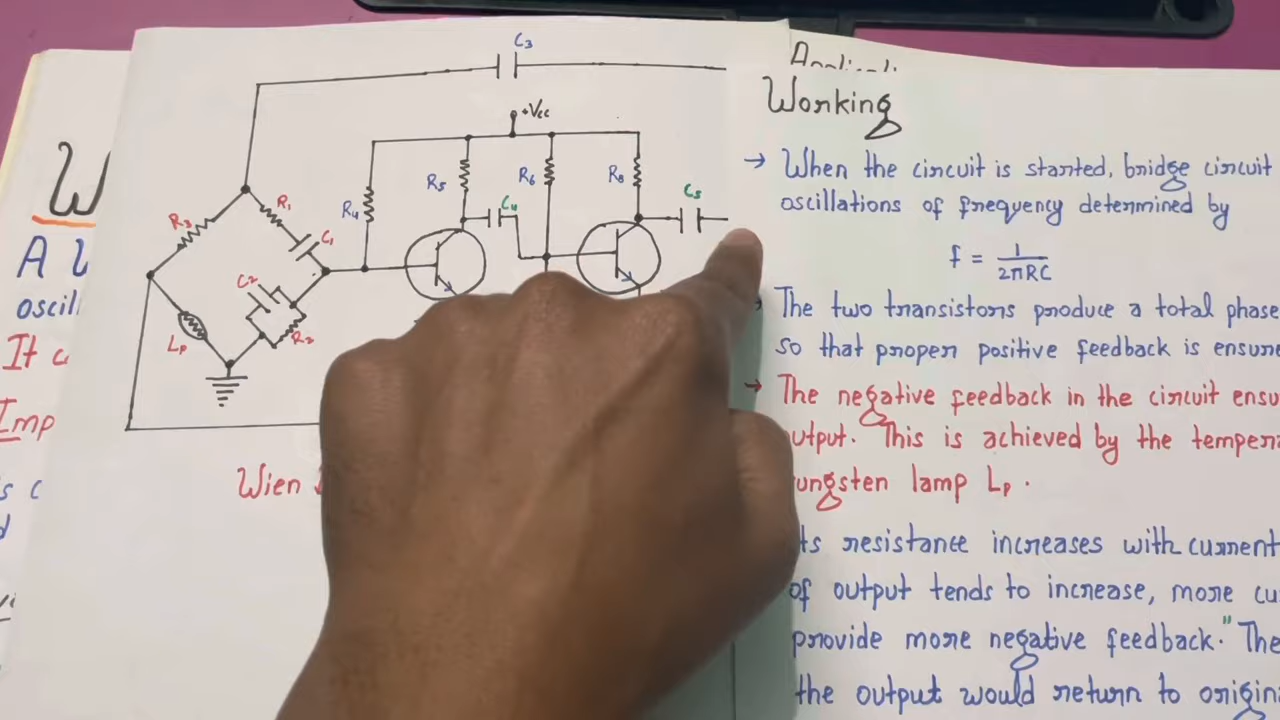 W
A
oscill
It
Imp
C3
+Vcc
R5
R6
R8
R4
C4
C5
R1
R3
C1
C2
R2
Lp
Wien
Working
→ When the circuit is started, bridge circuit
oscillations of frequency determined by
f = 1/2πRC
The two transistors produce a total phase
so that proper positive feedback is ensure
→ The negative feedback in the circuit ensu
utput. This is achieved by the temper
ungsten lamp Lp.
ts resistance increases with current
of output tends to increase, more cu
provide more negative feedback." The
the output would return to origin